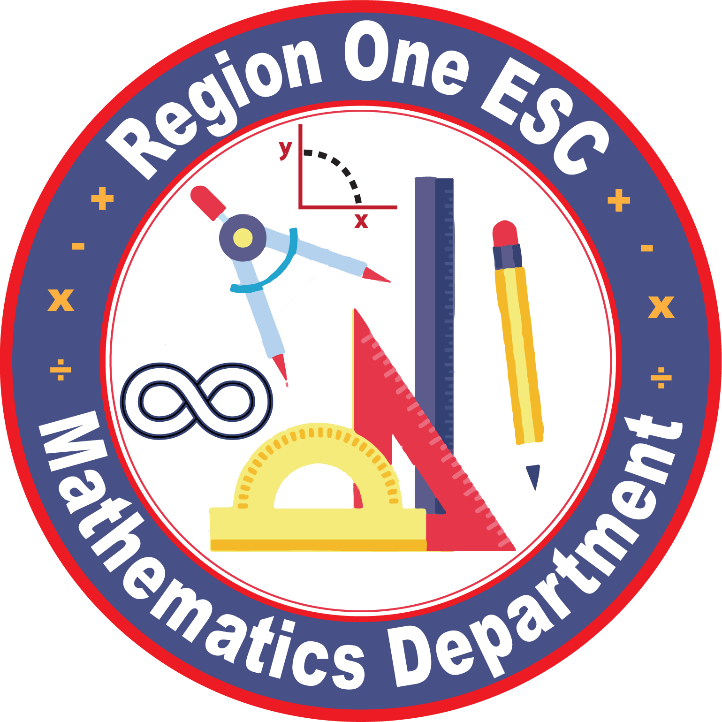 Region One ESC
y
x
+ +
- -
x x
÷ ÷
Mathematics Department